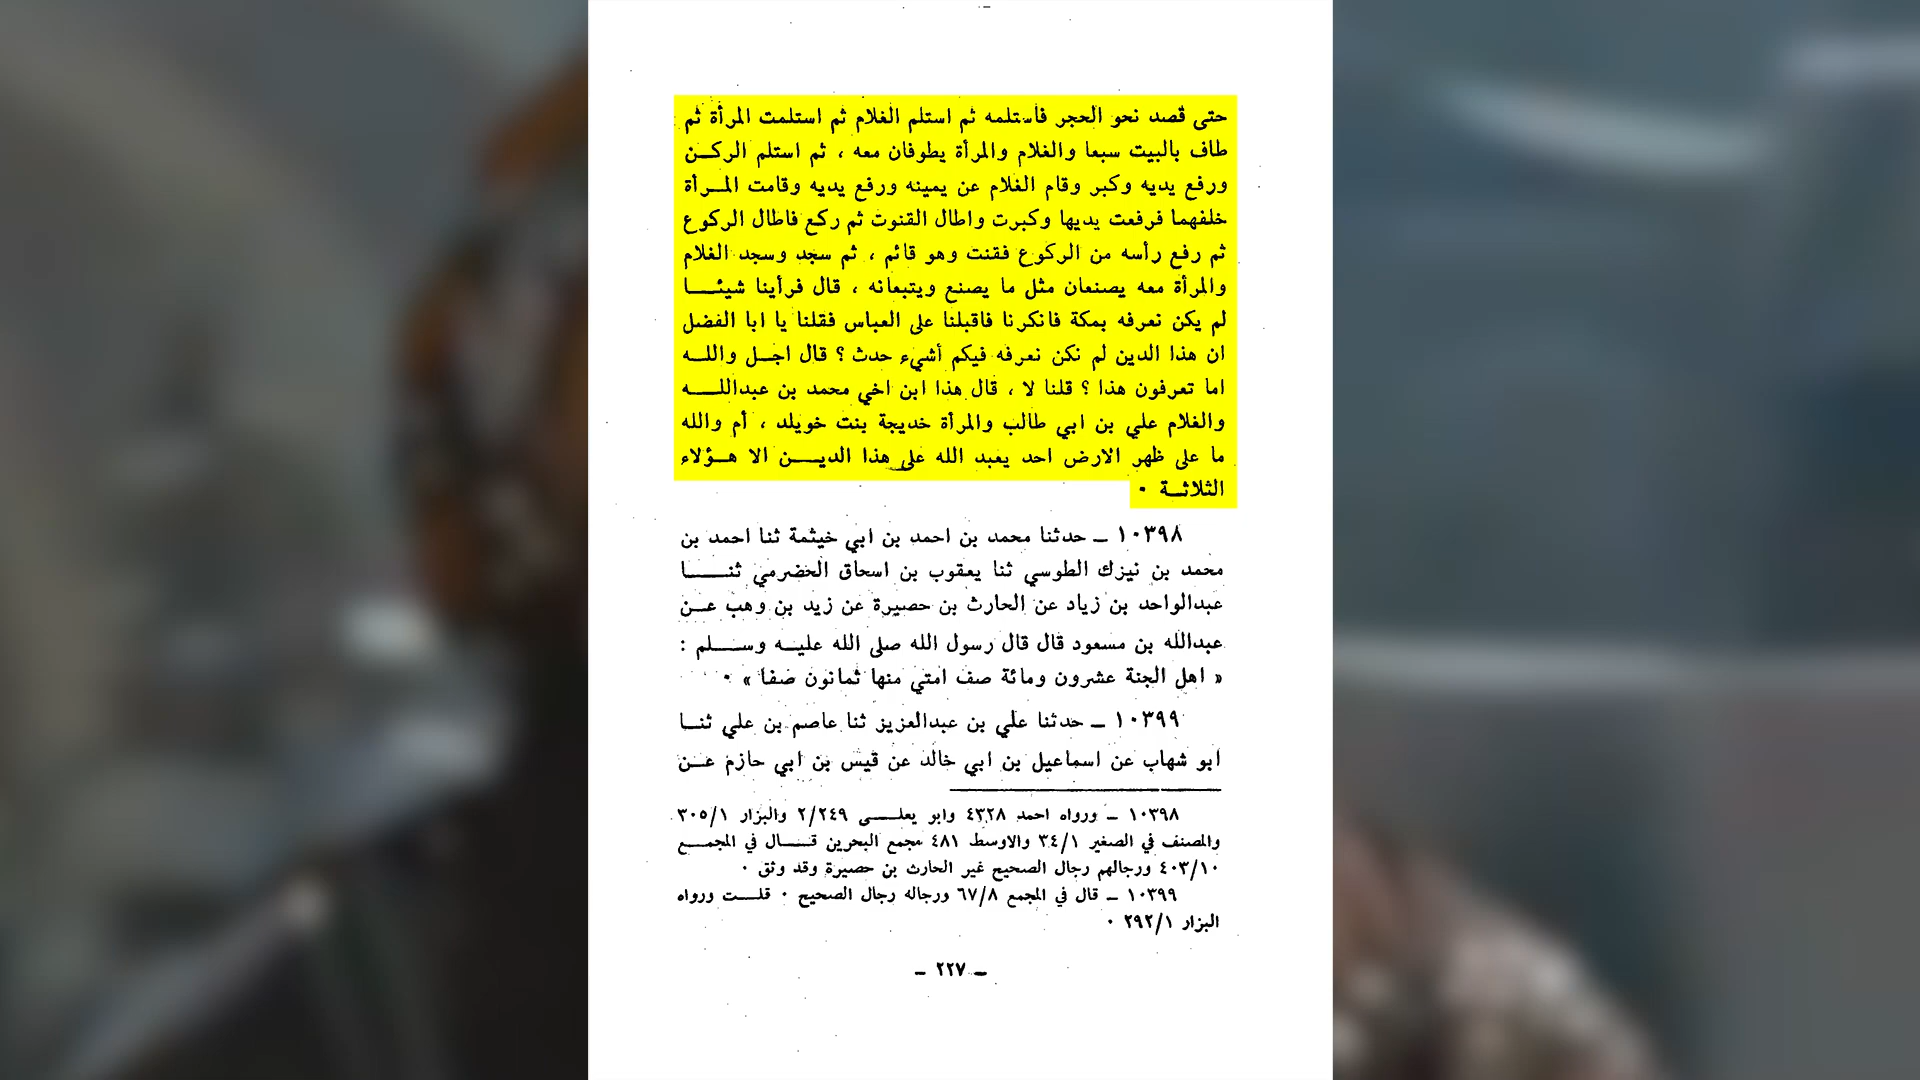 حتى قصد نحو الحجر فاستلمه ثم استلم الغلام ثم استلمت المرأة ثم
طاف بالبيت سبعا والغلام والمرأة يطوفان معه ، ثم استلم الركن
ورفع يديه وكبر وقام الغلام عن يمينه ورفع يديه وقامت المرأة
خلفهما فرفعت يديها وكبرت واطال القنوت ثم ركع فاطال الركوع
ثم رفع رأسه من الركوع فقنت وهو قائم ، ثم سجد وسجد الغلام
والمرأة معه يصنعان مثل ما يصنع ويتبعانه ، قال فرأينا شيئا
لم يكن نعرفه بمكة فانكرنا فاقبلنا على العباس فقلنا يا ابا الفضل
ان هذا الدين لم نكن نعرفه فيكم أشيء حدث ؟ قال اجل والله
اما تعرفون هذا ؟ قلنا لا ، قال هذا ابن اخي محمد بن عبدالله
والغلام علي بن ابي طالب والمرأة خديجة بنت خويلد ، أم والله
ما على ظهر الارض احد يعبد الله على هذا الدين الا هؤلاء
الثلاثة ٠
١٠٣٩٨ ــ حدثنا محمد بن احمد بن ابي خيثمة ثنا احمد بن
محمد بن نيزك الطوسي ثنا يعقوب بن اسحاق الحضرمي ثنا
عبدالواحد بن زياد عن الحارث بن حصيرة عن زيد بن وهب عن
عبدالله بن مسعود قال قال رسول الله صلى الله عليه وسلم :
« اهل الجنة عشرون ومائة صف امتي منها ثمانون صفا » ٠
١٠٣٩٩ ــ حدثنا علي بن عبدالعزيز ثنا عاصم بن علي ثنا
ابو شهاب عن اسماعيل بن ابي خالد عن قيس بن ابي حازم عن
١٠٣٩٨ ــ ورواه احمد ٤٣٢٨ وابو يعلى ٢/٢٤٩ والبزار ٣٠٥/١
والمصنف في الصغير ٣٤/١ والاوسط ٤٨١ مجمع البحرين قال في المجمع
٤٠٣/١٠ ورجالهم رجال الصحيح غير الحارث بن حصيرة وقد وثق ٠
١٠٣٩٩ ــ قال في المجمع ٦٧/٨ ورجاله رجال الصحيح ٠ قلت ورواه
البزار ٢٩٢/١ ٠
ــ ٢٢٧ ــ